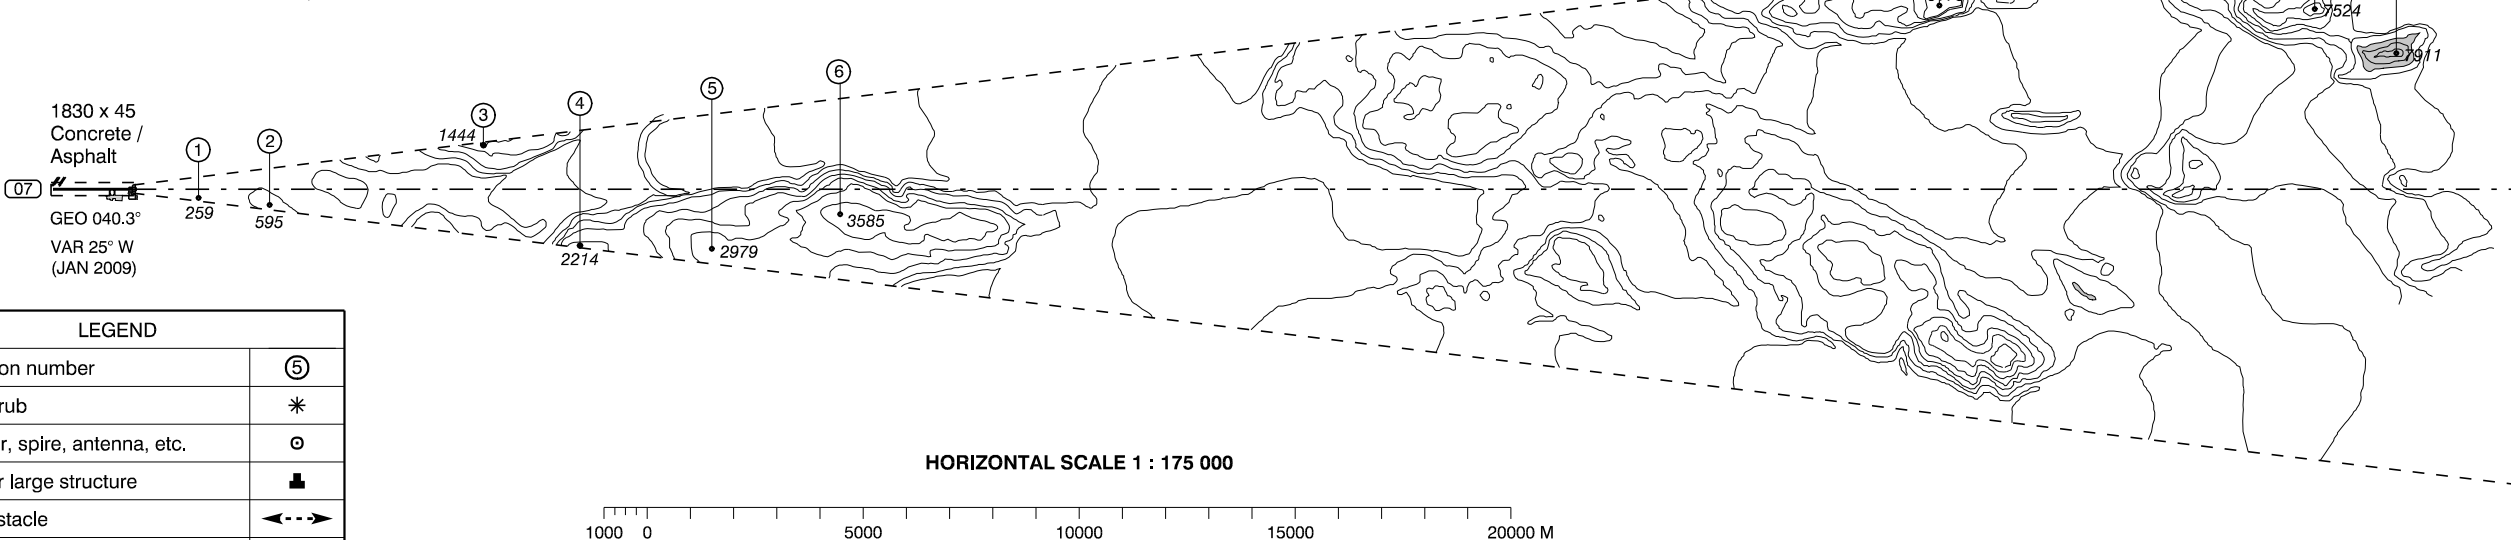 7524
7911
6
5
4
3
1444
1830 x 45
Concrete /
Asphalt
1
2
07
259
595
3585
2979
2214
GEO 040.3°
VAR 25° W
(JAN 2009)
LEGEND
on number 5
rub
r, spire, antenna, etc.
r large structure
stacle
HORIZONTAL SCALE 1 : 175 000
1000 0 5000 10000 15000 20000 M